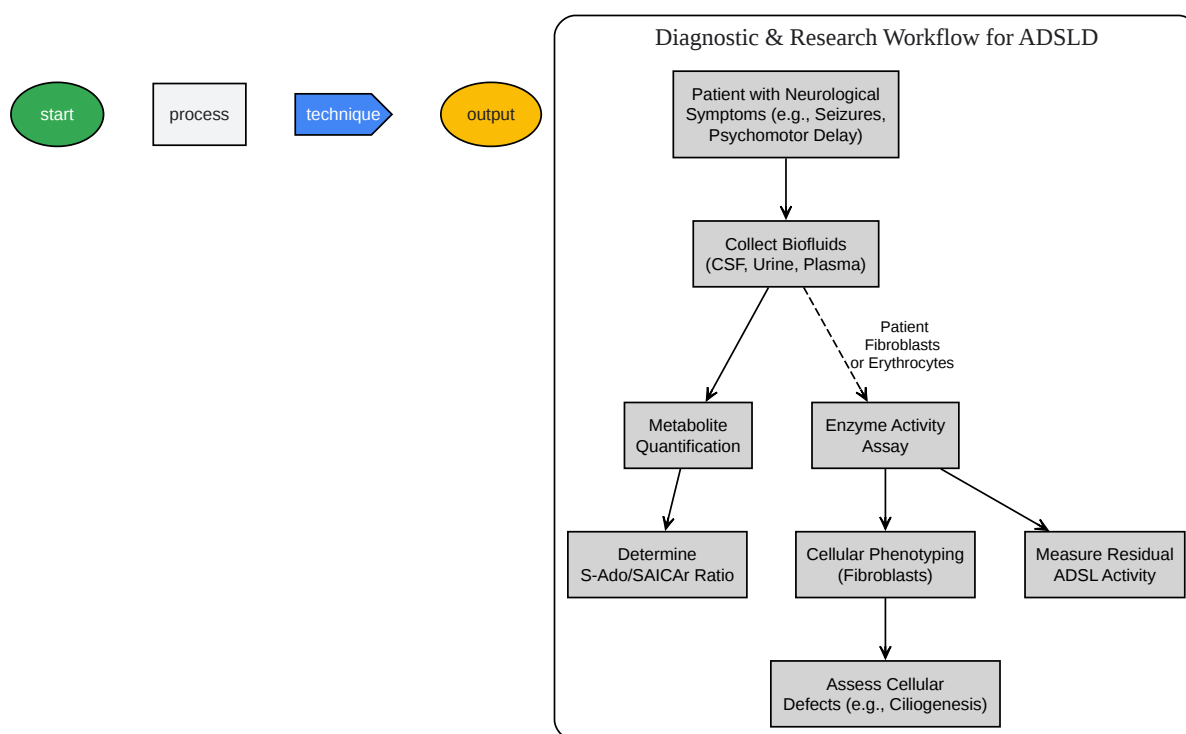 start
process
technique
output
Diagnostic & Research Workflow for ADSLD
Patient with Neurological
Symptoms (e.g., Seizures,
Psychomotor Delay)
Collect Biofluids
(CSF, Urine, Plasma)
Patient
Fibroblasts
or Erythrocytes
Metabolite
Quantification
Enzyme Activity
Assay
Determine
S-Ado/SAICAr Ratio
Cellular Phenotyping
(Fibroblasts)
Measure Residual
ADSL Activity
Assess Cellular
Defects (e.g., Ciliogenesis)